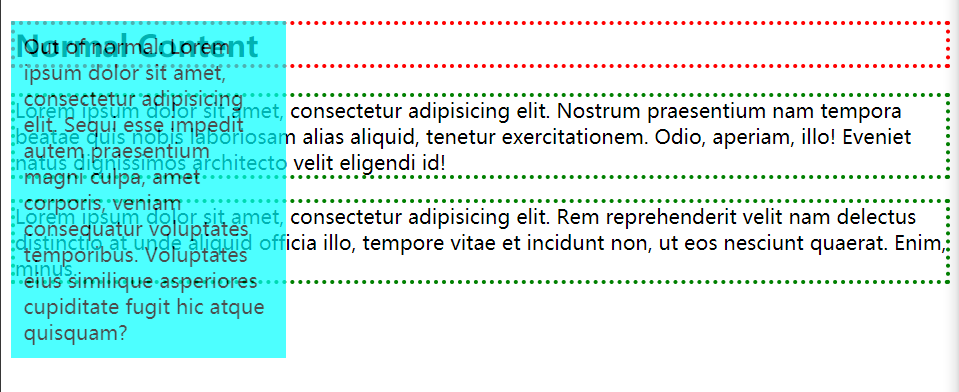 Normal Content
Out of normal: Lorem
ipsum dolor sit amet,
consectetur adipisicing
elit. Sequi esse impedit
autem praesentium
magni culpa, amet
corporis, veniam
consequatur voluptates
temporibus. Voluptates
eius similique asperiores
cupiditate fugit hic atque
quisquam?
Lorem ipsum dolor sit amet, consectetur adipisicing elit. Nostrum praesentium nam tempora
beatae quis nobis laboriosam alias aliquid, tenetur exercitationem. Odio, aperiam, illo! Eveniet
natus dignissimos architecto velit eligendi id!
Lorem ipsum dolor sit amet, consectetur adipisicing elit. Rem reprehenderit velit nam delectus
distinctio at unde aliquid officia illo, tempore vitae et incidunt non, ut eos nesciunt quaerat. Enim,
minus.